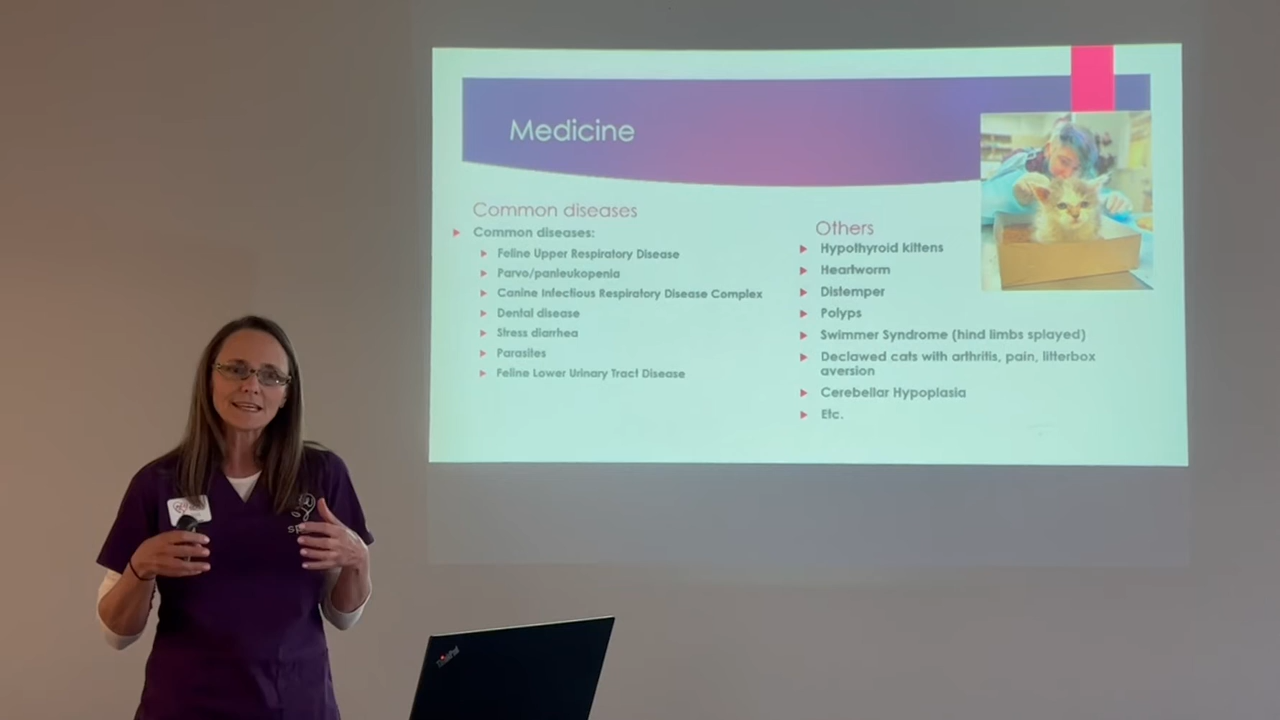 Medicine
Common diseases
Common diseases:
Feline Upper Respiratory Disease
Parvo/panleukopenia
Canine Infectious Respiratory Disease Complex
Dental disease
Stress diarrhea
Parasites
Feline Lower Urinary Tract Disease
Others
Hypothyroid kittens
Heartworm
Distemper
Polyps
Swimmer Syndrome (hind limbs splayed)
Declawed cats with arthritis, pain, litterbox
aversion
Cerebellar Hypoplasia
Etc.
ThinkPad